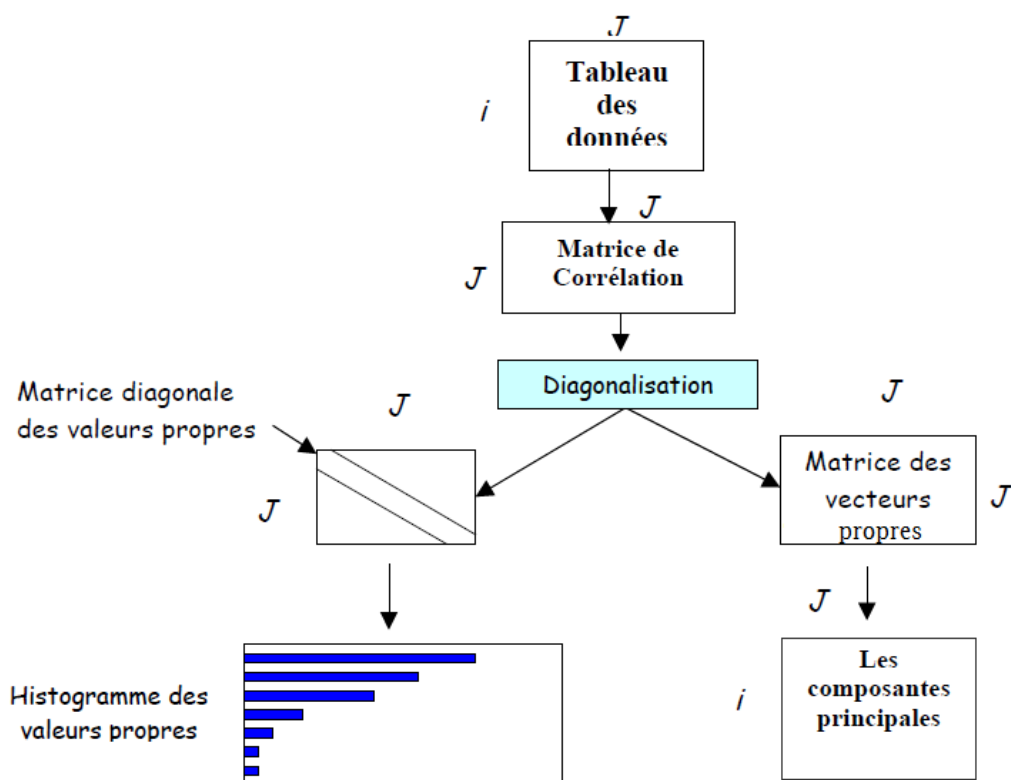 J
Tableau
des
i
données
J
Matrice de
J
Corrélation
Diagonalisation
Matrice diagonale
des valeurs propres
J
J
J
Matrice des
vecteurs
propres
J
J
Histogramme des
valeurs propres
Les
composantes
principales
i